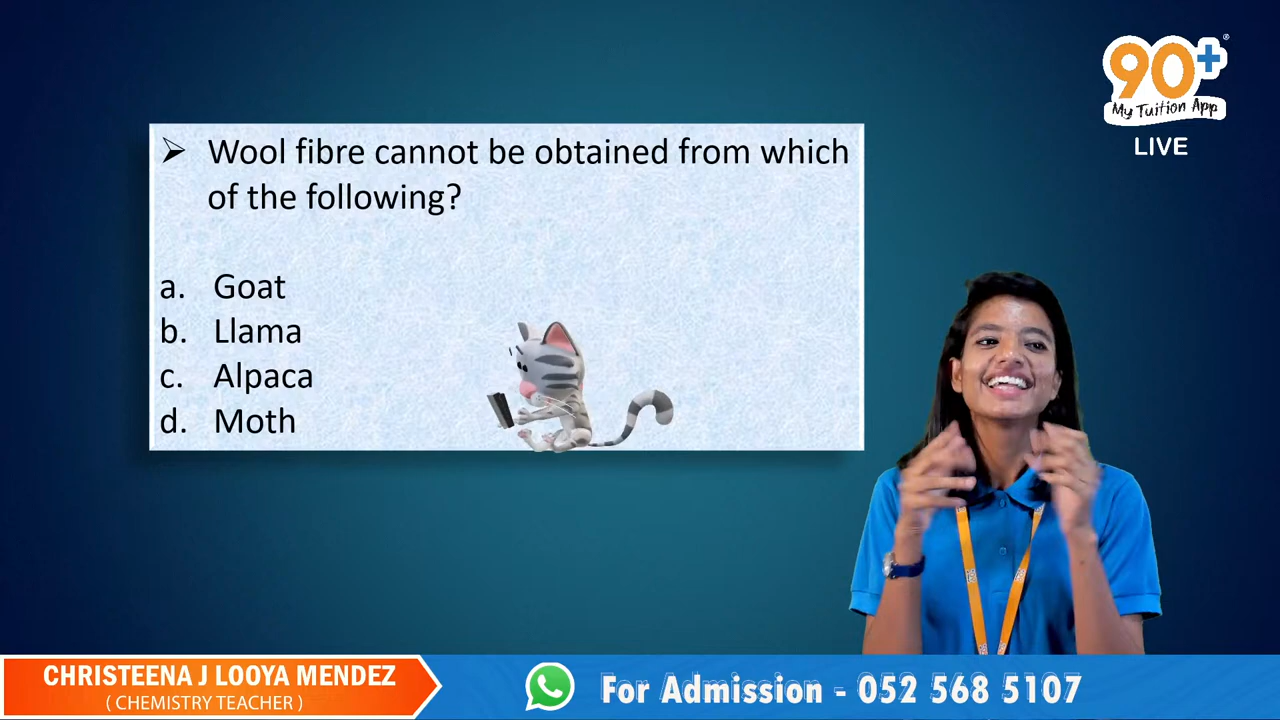 90+
®
My Tuition App
LIVE
➢ Wool fibre cannot be obtained from which
of the following?
a. Goat
b. Llama
c. Alpaca
d. Moth
CHRISTEENA J LOOYA MENDEZ
( CHEMISTRY TEACHER )
For Admission - 052 568 5107